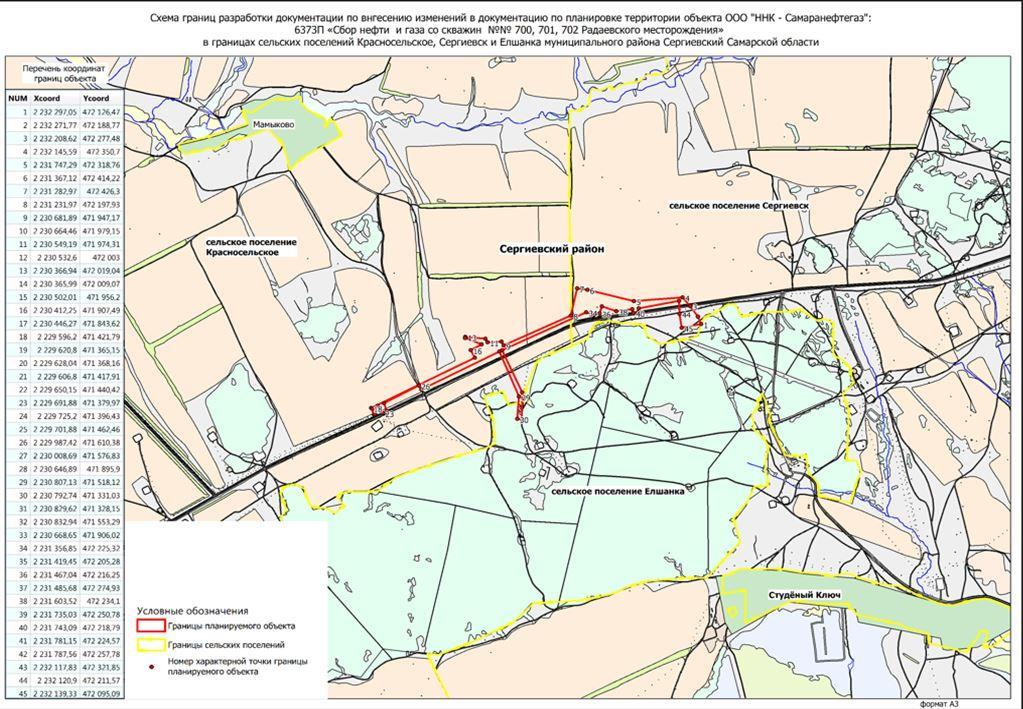 Схема границ разработки документации по внгесению изменений в документацию по планировке территории объекта ООО "ННК - Самаранефтегаз":
6373П «Сбор нефти и газа со скважин №№ 700, 701, 702 Радаевского месторождения»
в границах сельских поселений Красносельское, Сергиевск и Елшанка муниципального района Сергиевский Самарской области
Перечень координат
границ объекта
NUM Xcoord Ycoord
1 2 232 297,05 472 126,47
2 2 232 271,77 472 188,77
3 2 232 208,62 472 277,48
4 2 232 145,59 472 350,7
5 2 231 747,29 472 318,76
6 2 231 367,12 472 414,22
7 2 231 282,97 472 426,3
8 2 231 231,97 472 197,93
9 2 230 681,89 471 947,17
10 2 230 664,46 471 979,15
11 2 230 549,19 471 974,31
12 2 230 532,6 472 003
13 2 230 366,94 472 019,04
14 2 230 365,99 472 009,07
15 2 230 502,01 471 956,2
16 2 230 412,25 471 907,49
17 2 230 446,27 471 843,62
18 2 229 596,2 471 421,79
19 2 229 620,8 471 365,15
20 2 229 628,04 471 368,16
21 2 229 606,8 471 417,91
22 2 229 650,15 471 440,42
23 2 229 691,88 471 379,97
24 2 229 725,2 471 396,43
25 2 229 701,88 471 462,46
26 2 229 987,42 471 610,38
27 2 230 008,69 471 576,83
28 2 230 646,89 471 895,9
29 2 230 807,13 471 518,12
30 2 230 792,74 471 331,03
31 2 230 829,62 471 328,15
32 2 230 832,94 471 553,29
33 2 230 668,65 471 906,02
34 2 231 356,85 472 225,32
35 2 231 419,45 472 205,28
36 2 231 467,04 472 216,25
37 2 231 485,68 472 274,93
38 2 231 603,52 472 234,1
39 2 231 735,03 472 250,78
40 2 231 743,09 472 218,79
41 2 231 781,15 472 224,57
42 2 231 787,56 472 257,78
43 2 232 117,83 472 321,85
44 2 232 120,9 472 211,57
45 2 232 139,33 472 095,09
Мамыково
сельское поселение Сергиевск
сельское поселение
Красносельское
Сергиевский район
7 6
5 4
8 34 36 38 40 44
45 1
11 9
16
26
23
30
сельское поселение Елшанка
Студёный Ключ
Условные обозначения
Границы планируемого объекта
Границы сельских поселений
Номер характерной точки границы
планируемого объекта
формат А3